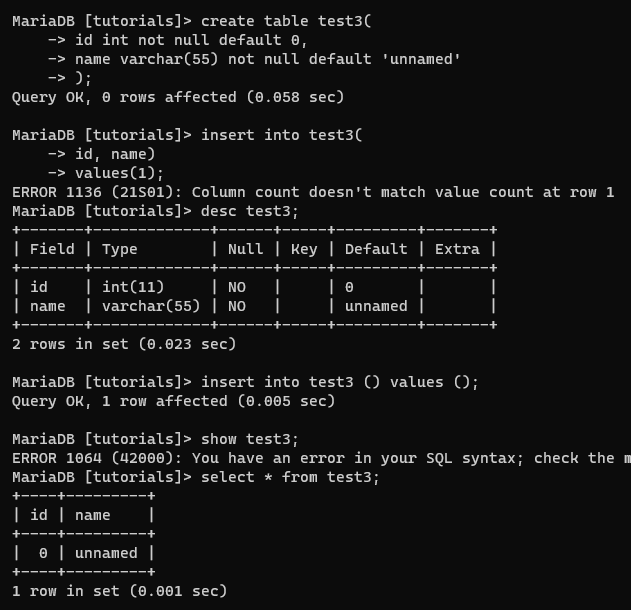 MariaDB [tutorials]> create table test3(
    -> id int not null default 0,
    -> name varchar(55) not null default 'unnamed'
    -> );
Query OK, 0 rows affected (0.058 sec)

MariaDB [tutorials]> insert into test3(
    -> id, name)
    -> values(1);
ERROR 1136 (21S01): Column count doesn't match value count at row 1
MariaDB [tutorials]> desc test3;
+-------+-------------+------+-----+---------+-------+
| Field | Type        | Null | Key | Default | Extra |
+-------+-------------+------+-----+---------+-------+
| id    | int(11)     | NO   |     | 0       |       |
| name  | varchar(55) | NO   |     | unnamed |       |
+-------+-------------+------+-----+---------+-------+
2 rows in set (0.023 sec)

MariaDB [tutorials]> insert into test3 () values ();
Query OK, 1 row affected (0.005 sec)

MariaDB [tutorials]> show test3;
ERROR 1064 (42000): You have an error in your SQL syntax; check the m
MariaDB [tutorials]> select * from test3;
+----+---------+
| id | name    |
+----+---------+
|  0 | unnamed |
+----+---------+
1 row in set (0.001 sec)